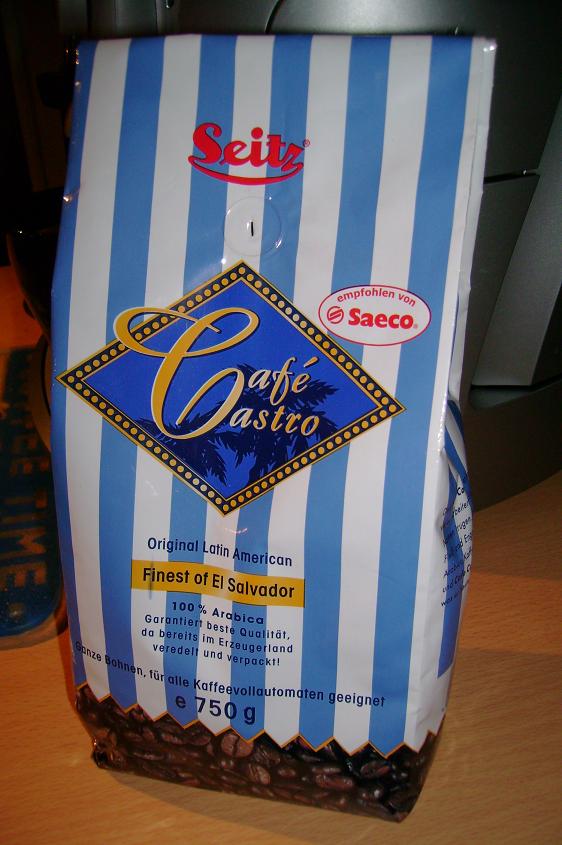 Seitz®
empfohlen von
Saeco®
Café
Castro
Original Latin American
Finest of El Salvador
100% Arabica
Garantiert beste Qualität,
da bereits im Erzeugerland
veredelt und verpackt!
Ganze Bohnen, für alle Kaffeevollautomaten geeignet
e 750 g
TIME